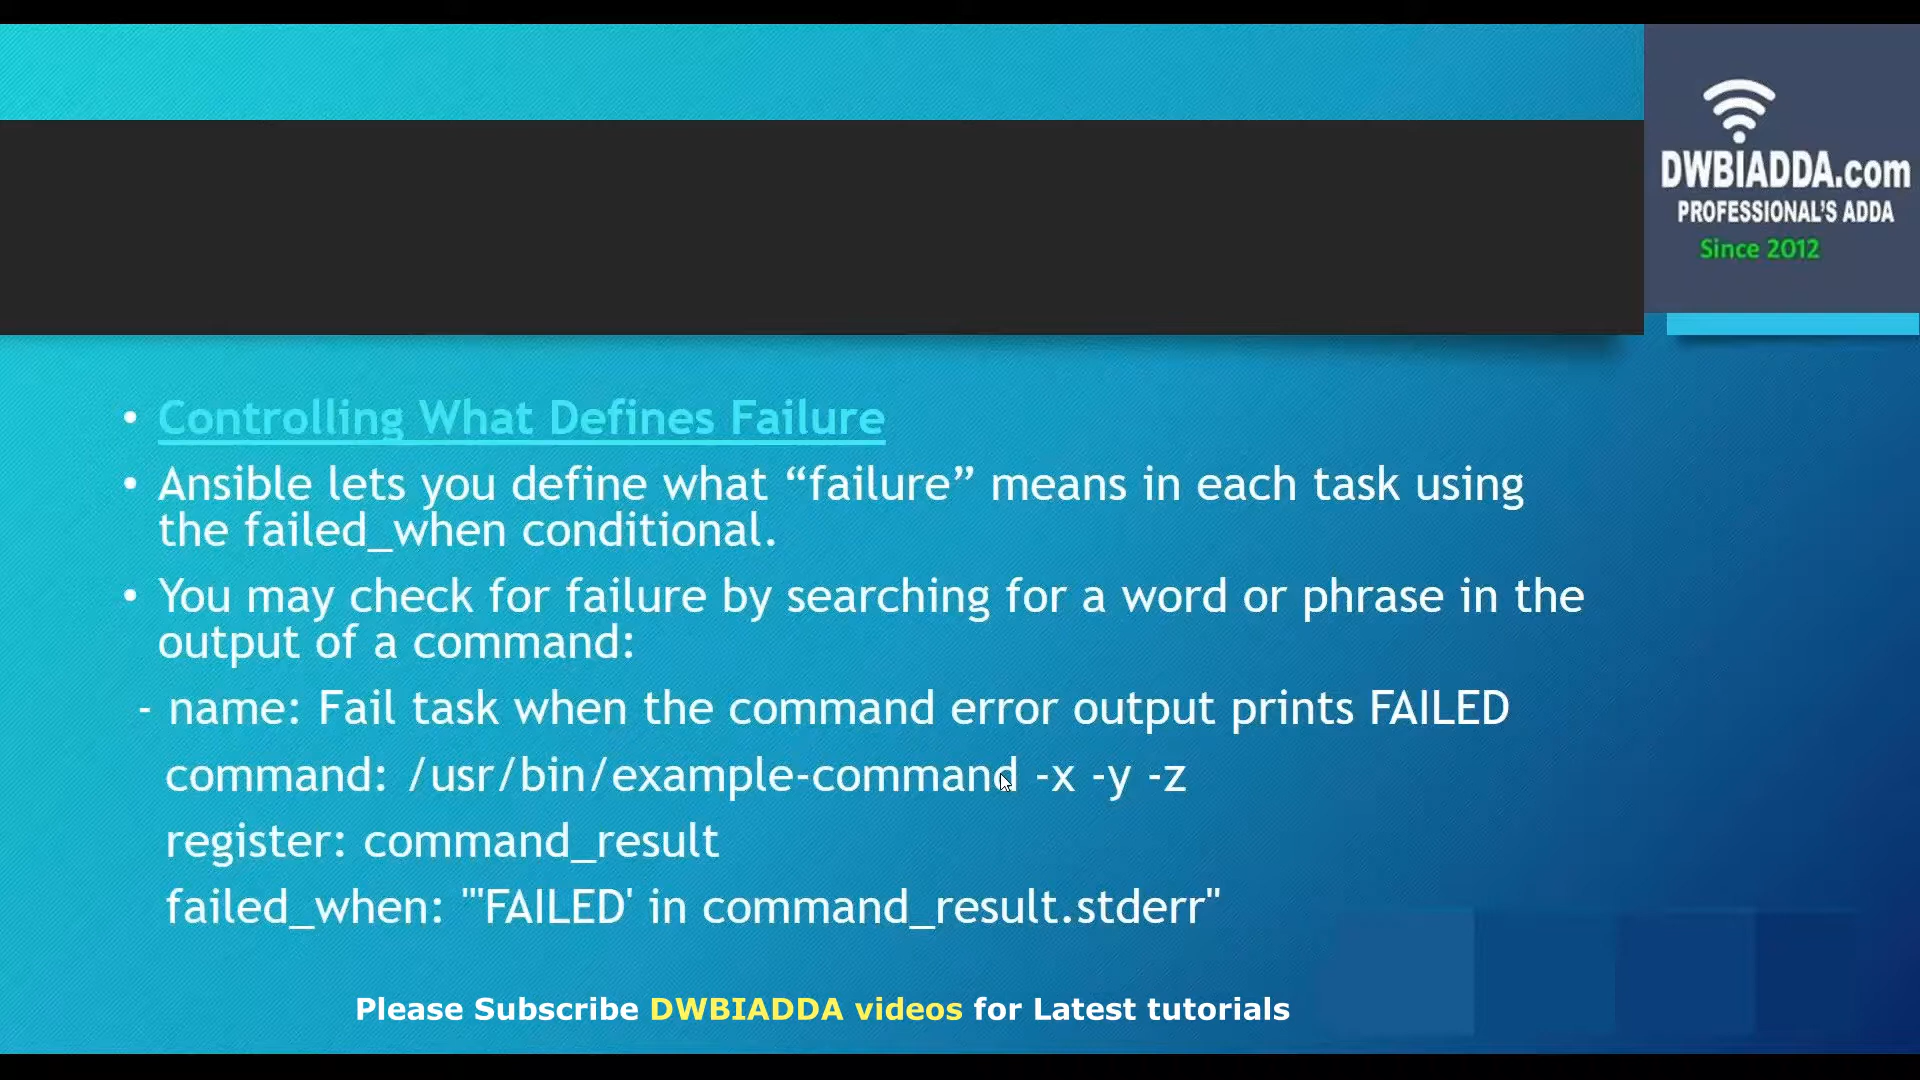 DWBIADDA.com
PROFESSIONAL'S ADDA
Since 2012
• Controlling What Defines Failure
• Ansible lets you define what “failure” means in each task using
the failed_when conditional.
• You may check for failure by searching for a word or phrase in the
output of a command:
- name: Fail task when the command error output prints FAILED
command: /usr/bin/example-command -x -y -z
register: command_result
failed_when: "'FAILED' in command_result.stderr"
Please Subscribe DWBIADDA videos for Latest tutorials